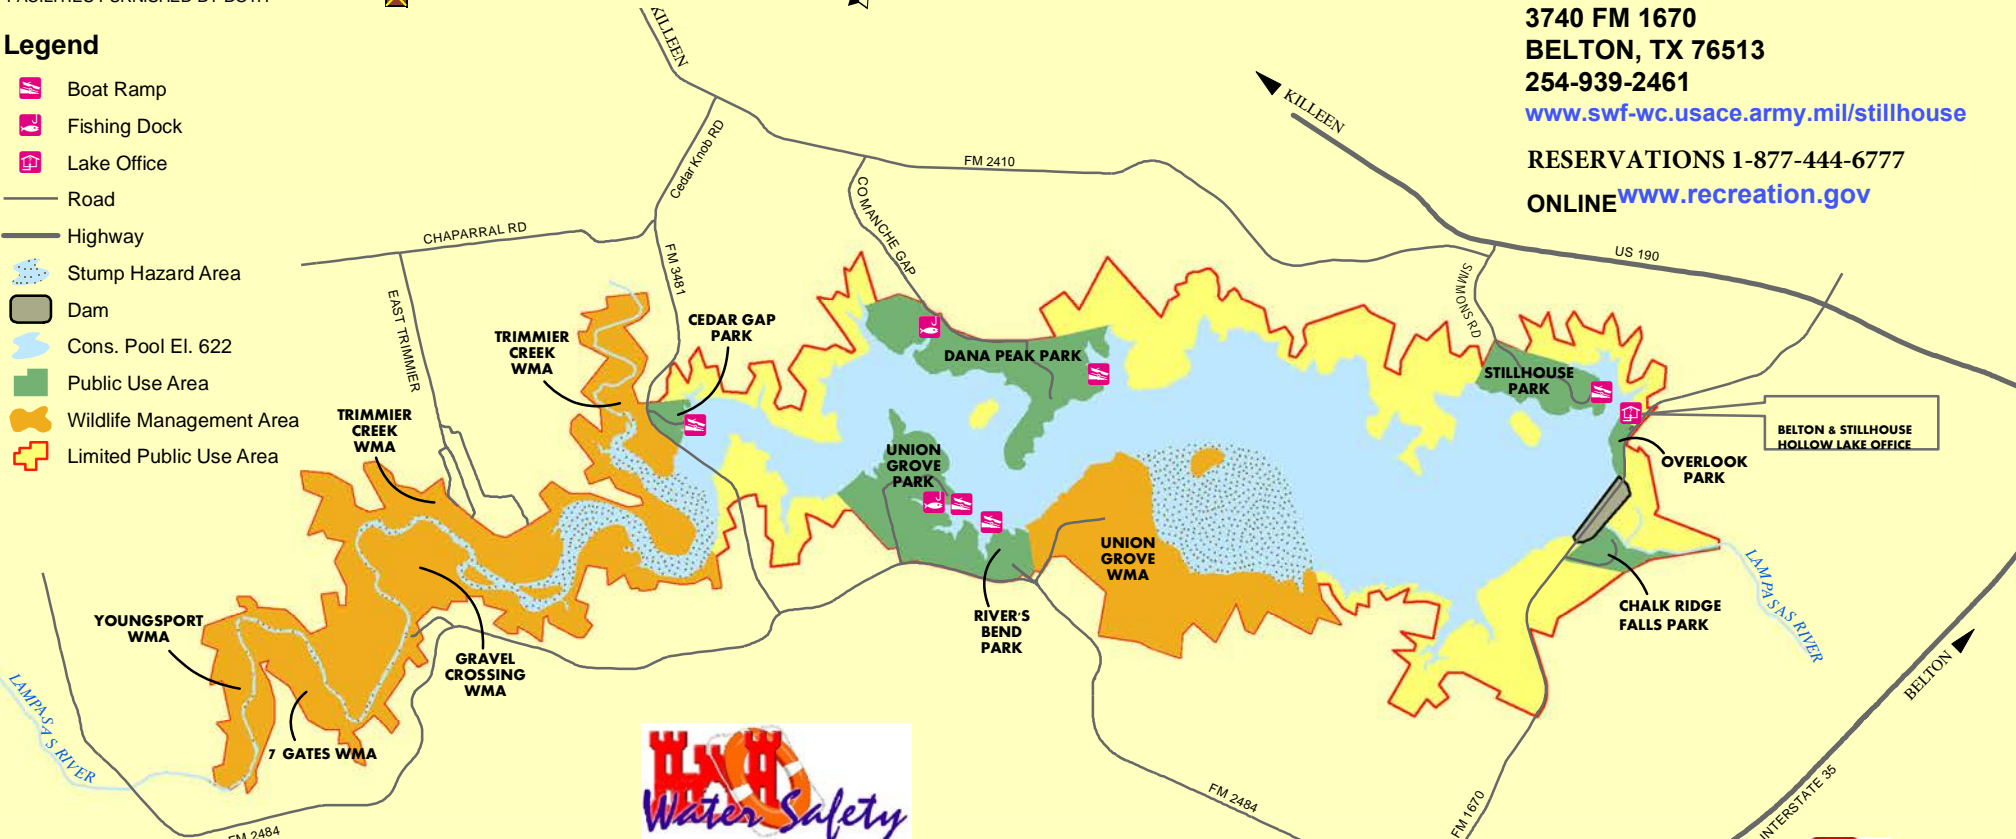 Legend
Boat Ramp
Fishing Dock
Lake Office
Road
Highway
Stump Hazard Area
Dam
Cons. Pool El. 622
Public Use Area
Wildlife Management Area
Limited Public Use Area
3740 FM 1670
BELTON, TX 76513
254-939-2461
www.swf-wc.usace.army.mil/stillhouse
RESERVATIONS 1-877-444-6777
ONLINE www.recreation.gov
KILLEEN
KILLEEN
Cedar Knob RD
FM 2410
COMANCHE GAP
CHAPARRAL RD
FM 3481
EAST TRIMMIER
US 190
SIMMONS RD
TRIMMIER
CREEK
WMA
CEDAR GAP
PARK
DANA PEAK PARK
STILLHOUSE
PARK
TRIMMIER
CREEK
WMA
UNION
GROVE
PARK
BELTON & STILLHOUSE
HOLLOW LAKE OFFICE
OVERLOOK
PARK
UNION
GROVE
WMA
YOUNGSPORT
WMA
RIVER'S
BEND
PARK
CHALK RIDGE
FALLS PARK
LAMPASAS RIVER
GRAVEL
CROSSING
WMA
LAMPASAS RIVER
7 GATES WMA
BELTON
Water Safety
FM 2484
FM 2484
FM 1670
INTERSTATE 35